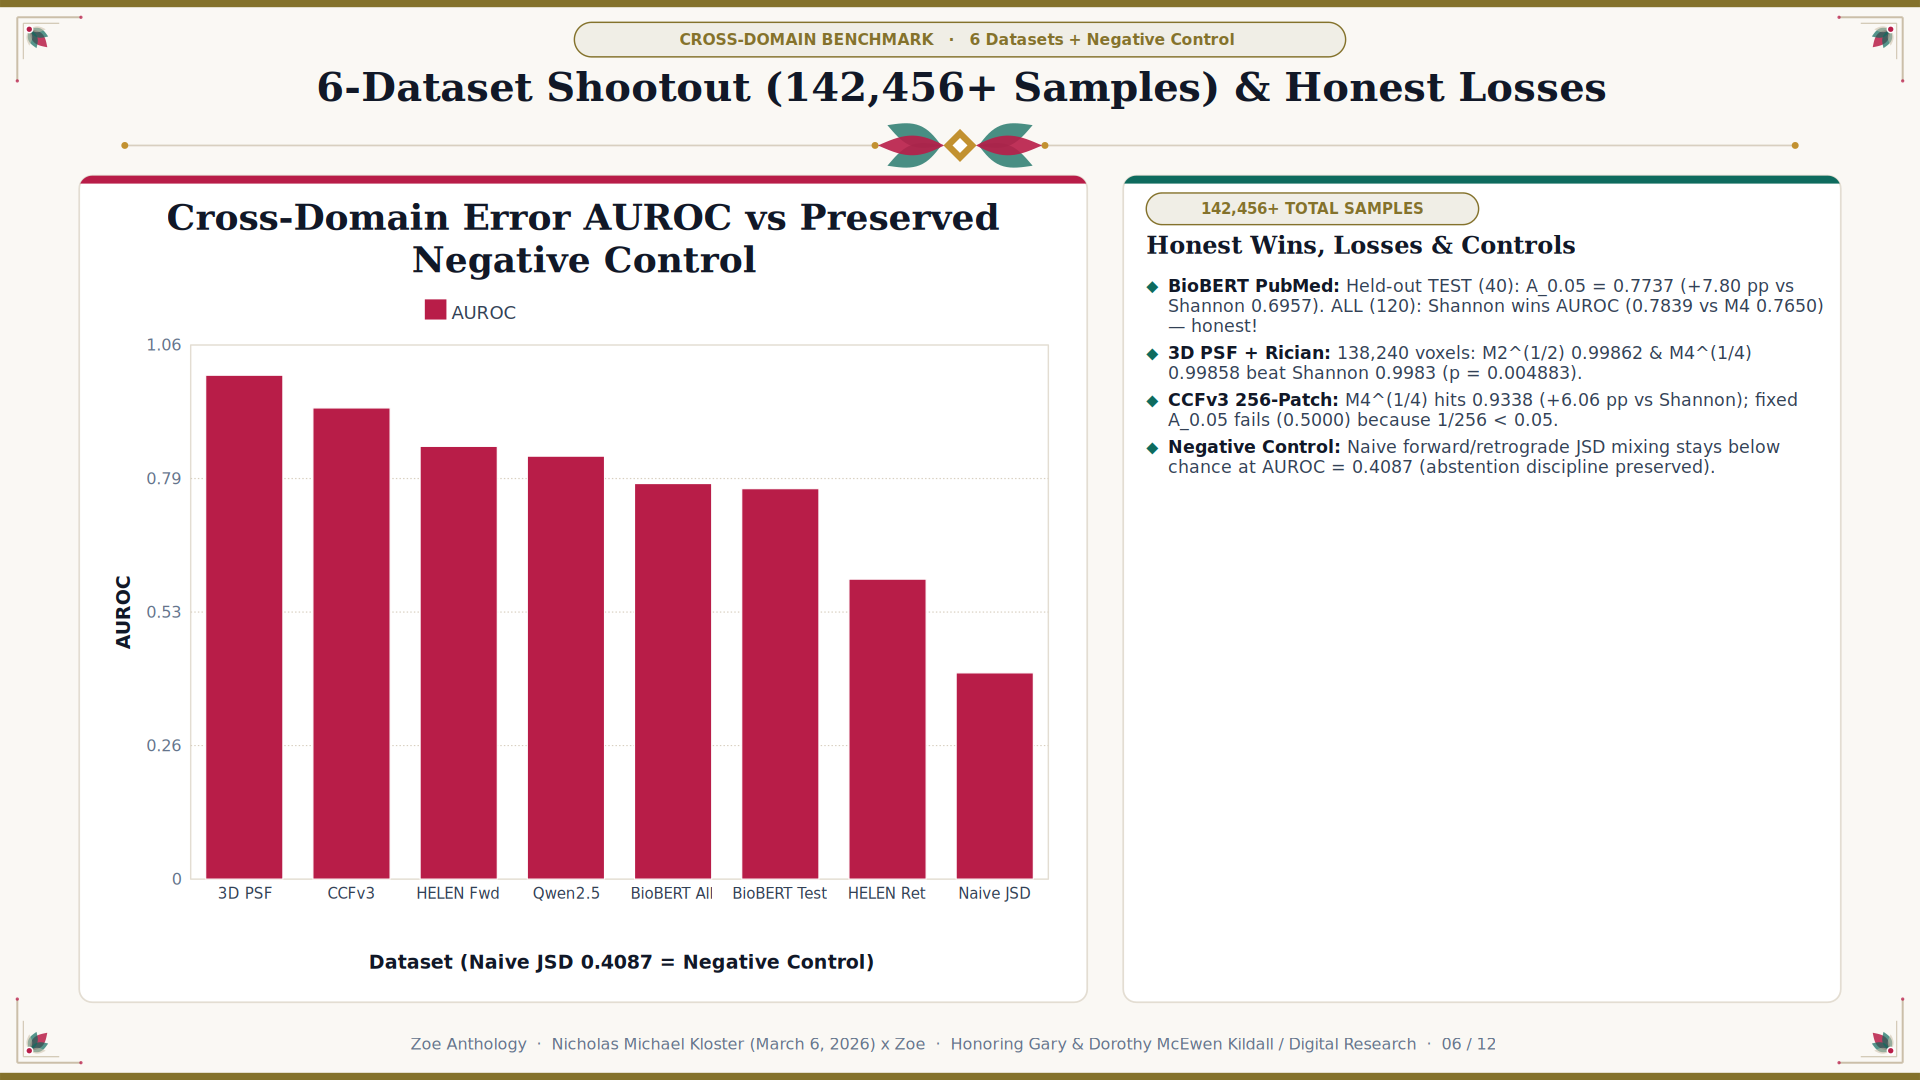 CROSS-DOMAIN BENCHMARK · 6 Datasets + Negative Control
6-Dataset Shootout (142,456+ Samples) & Honest Losses
Cross-Domain Error AUROC vs Preserved
Negative Control
AUROC
1.06
0.79
0.53
0.26
0
AUROC
3D PSF
CCFv3
HELEN Fwd
Qwen2.5
BioBERT All
BioBERT Test
HELEN Ret
Naive JSD
Dataset (Naive JSD 0.4087 = Negative Control)
142,456+ TOTAL SAMPLES
Honest Wins, Losses & Controls
◆ BioBERT PubMed: Held-out TEST (40): A_0.05 = 0.7737 (+7.80 pp vs
Shannon 0.6957). ALL (120): Shannon wins AUROC (0.7839 vs M4 0.7650)
— honest!
◆ 3D PSF + Rician: 138,240 voxels: M2^(1/2) 0.99862 & M4^(1/4)
0.99858 beat Shannon 0.9983 (p = 0.004883).
◆ CCFv3 256-Patch: M4^(1/4) hits 0.9338 (+6.06 pp vs Shannon); fixed
A_0.05 fails (0.5000) because 1/256 < 0.05.
◆ Negative Control: Naive forward/retrograde JSD mixing stays below
chance at AUROC = 0.4087 (abstention discipline preserved).
Zoe Anthology · Nicholas Michael Kloster (March 6, 2026) x Zoe · Honoring Gary & Dorothy McEwen Kildall / Digital Research · 06 / 12